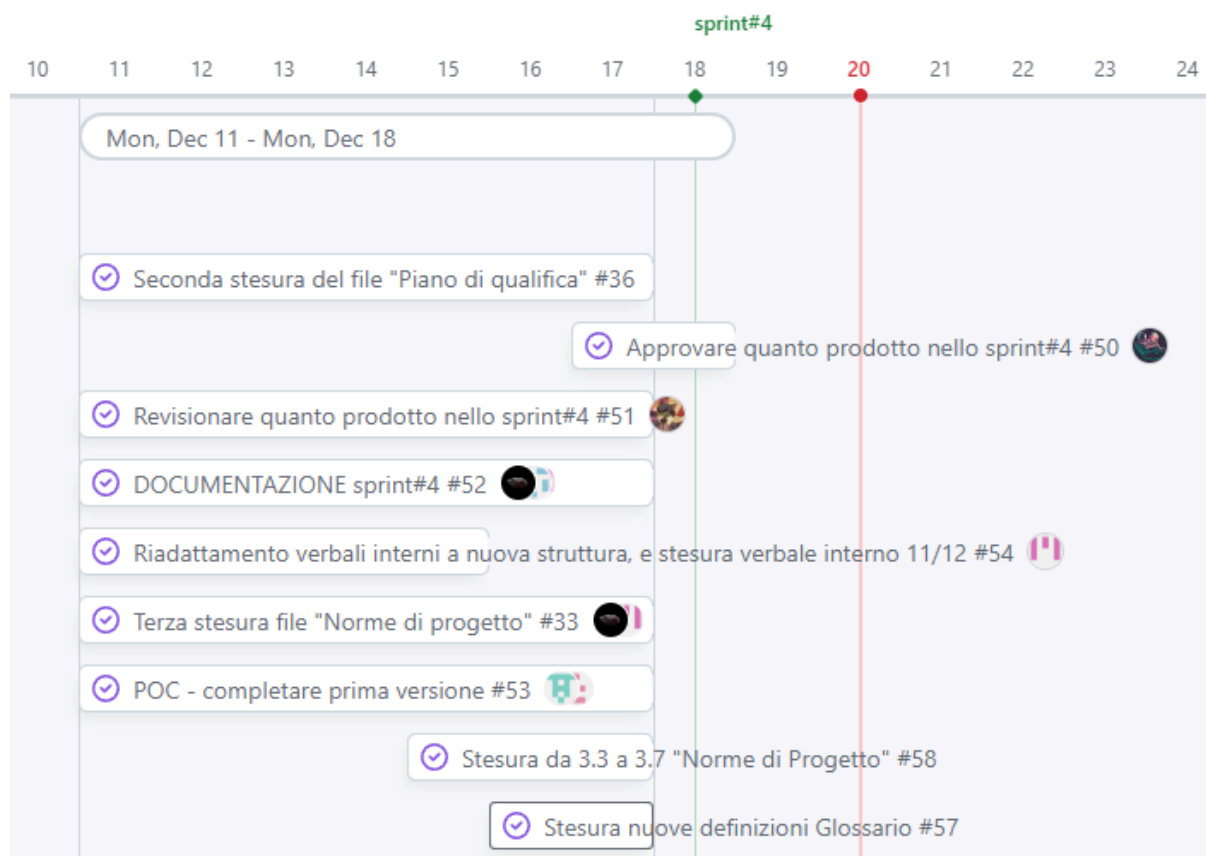 sprint#4
10 11 12 13 14 15 16 17 18 19 20 21 22 23 24
Mon, Dec 11 - Mon, Dec 18
Seconda stesura del file "Piano di qualifica" #36
Approvare quanto prodotto nello sprint#4 #50
Revisionare quanto prodotto nello sprint#4 #51
DOCUMENTAZIONE sprint#4 #52
Riadattamento verbali interni a nuova struttura, e stesura verbale interno 11/12 #54
Terza stesura file "Norme di progetto" #33
POC - completare prima versione #53
Stesura da 3.3 a 3.7 "Norme di Progetto" #58
Stesura nuove definizioni Glossario #57